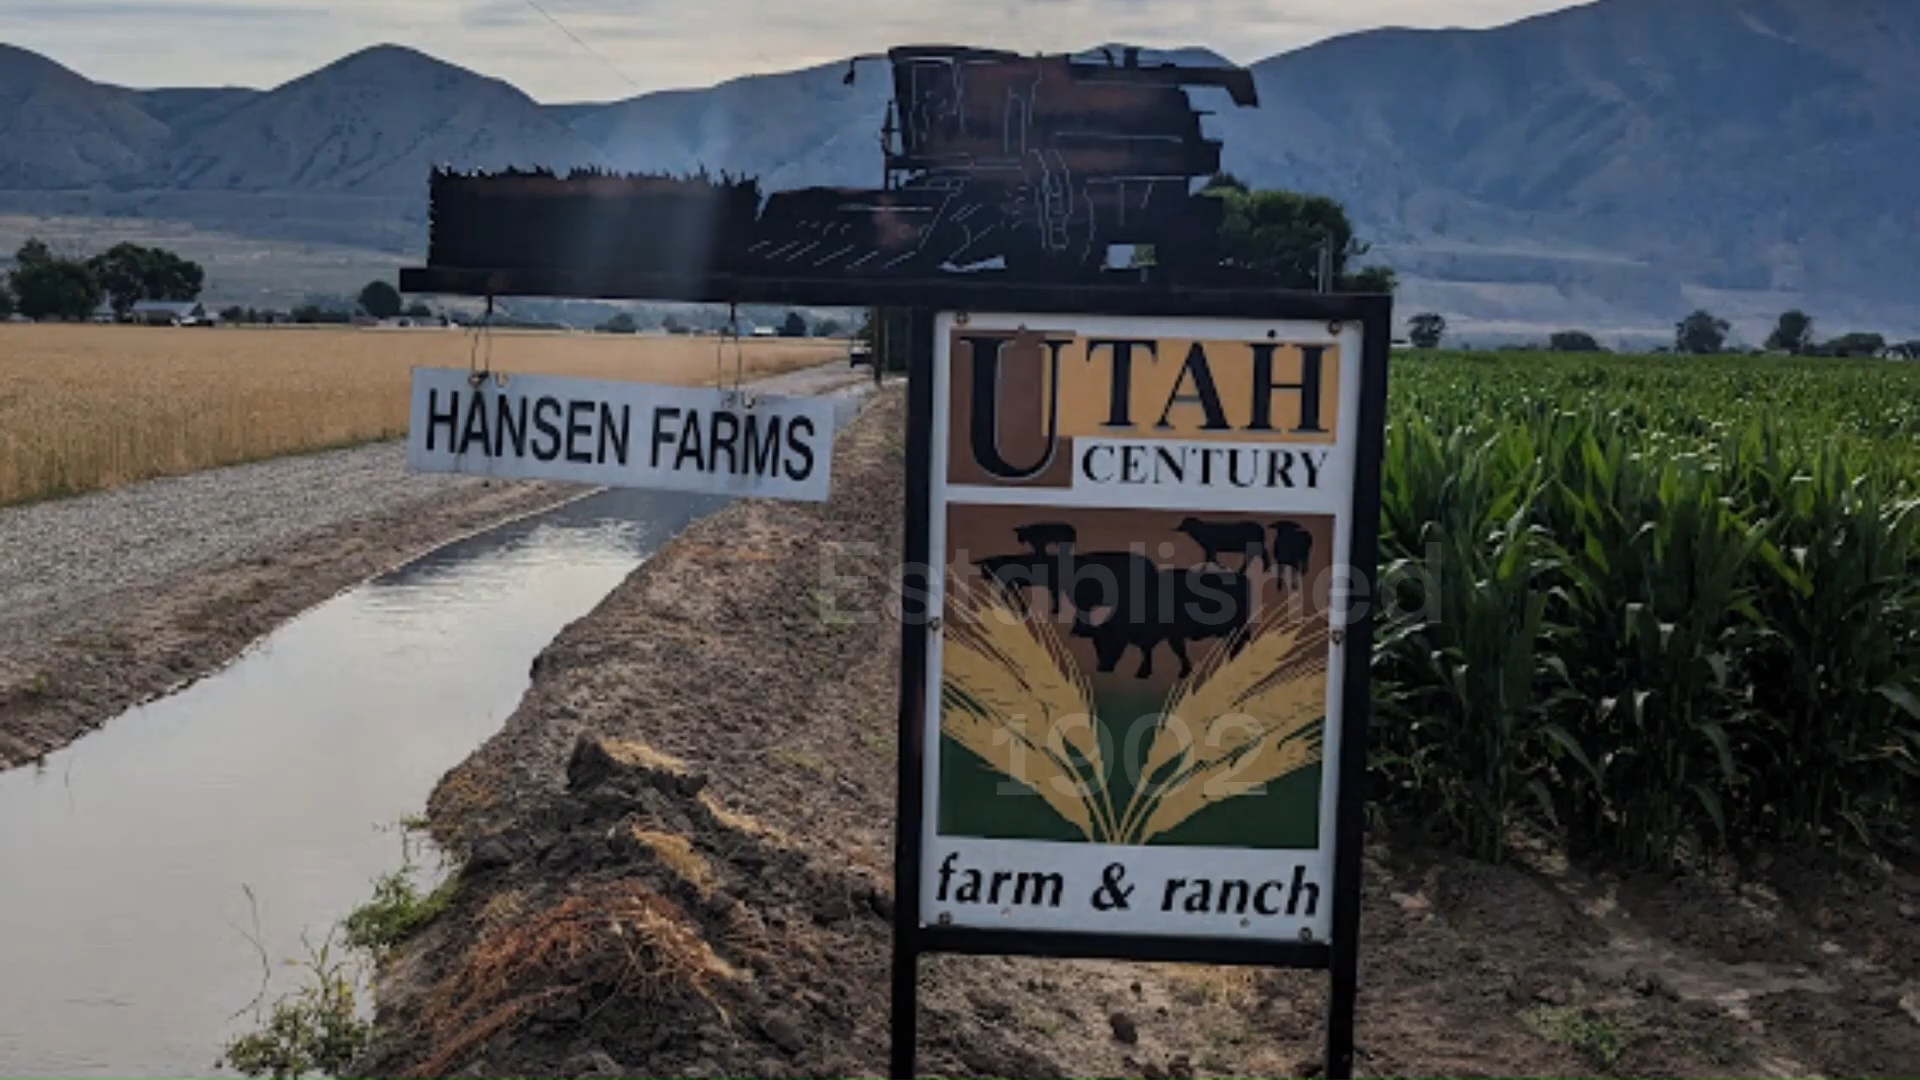 HANSEN FARMS
UTAH
CENTURY
Established
1902
farm & ranch